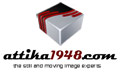 attika1948.com
the still and moving image experts.